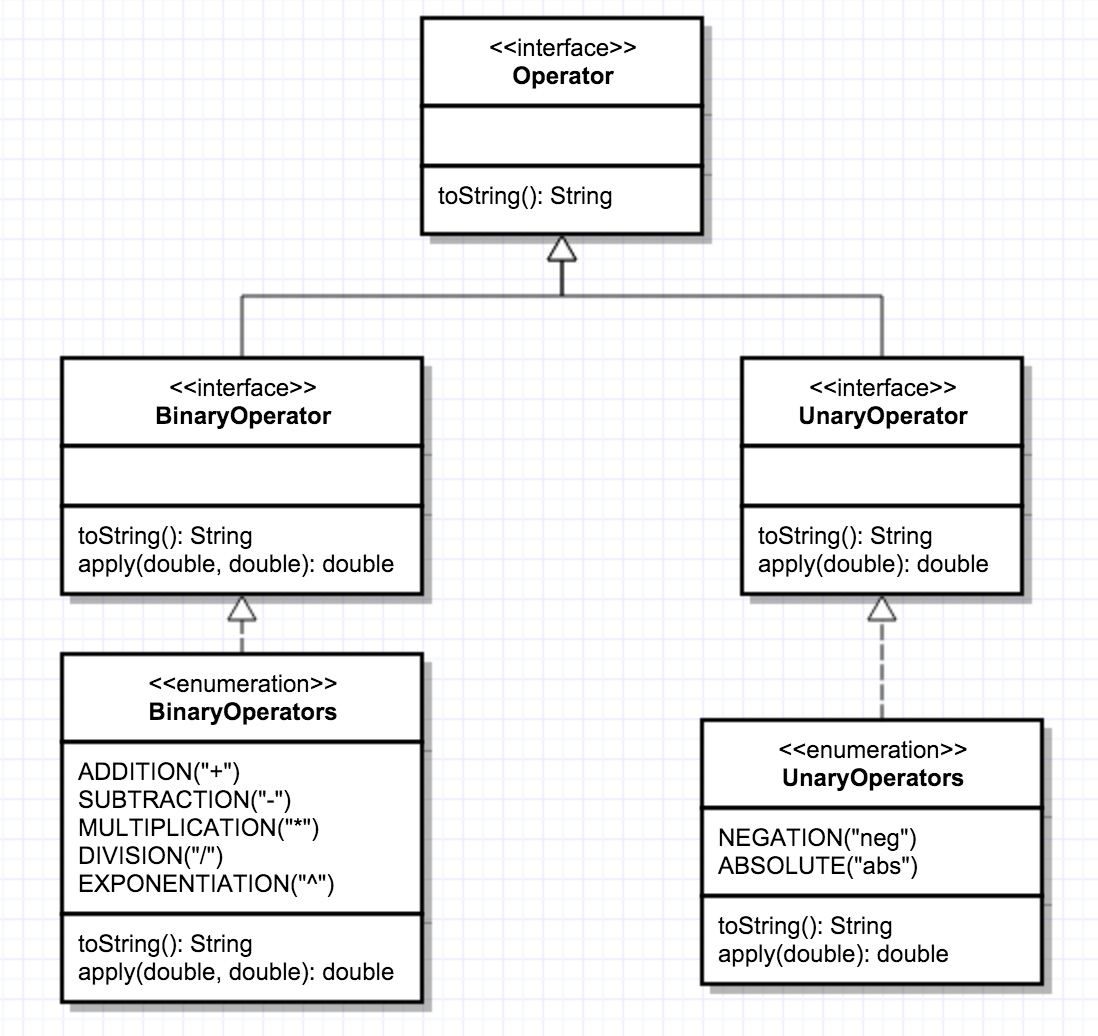 <<interface>>
Operator
toString(): String
<<interface>>
BinaryOperator
toString(): String
apply(double, double): double
<<interface>>
UnaryOperator
toString(): String
apply(double): double
<<enumeration>>
BinaryOperators
ADDITION("+")
SUBTRACTION("-")
MULTIPLICATION("*")
DIVISION("/")
EXPONENTIATION("^")
toString(): String
apply(double, double): double
<<enumeration>>
UnaryOperators
NEGATION("neg")
ABSOLUTE("abs")
toString(): String
apply(double): double